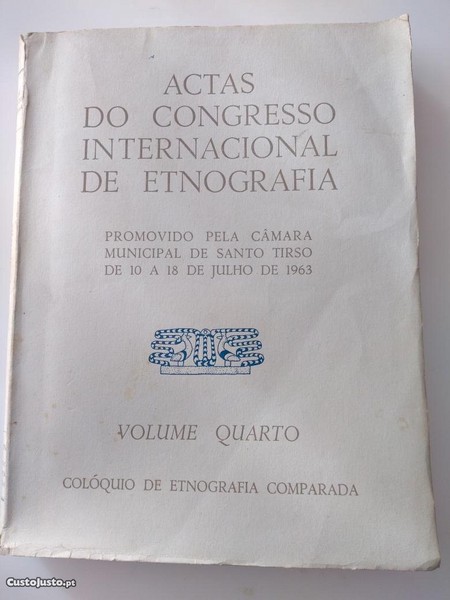 ACTAS
DO CONGRESSO
INTERNACIONAL
DE ETNOGRAFIA
PROMOVIDO PELA CÂMARA
MUNICIPAL DE SANTO TIRSO
DE 10 A 18 DE JULHO DE 1963
VOLUME QUARTO
COLÓQUIO DE ETNOGRAFIA COMPARADA
CustoJusto.pt